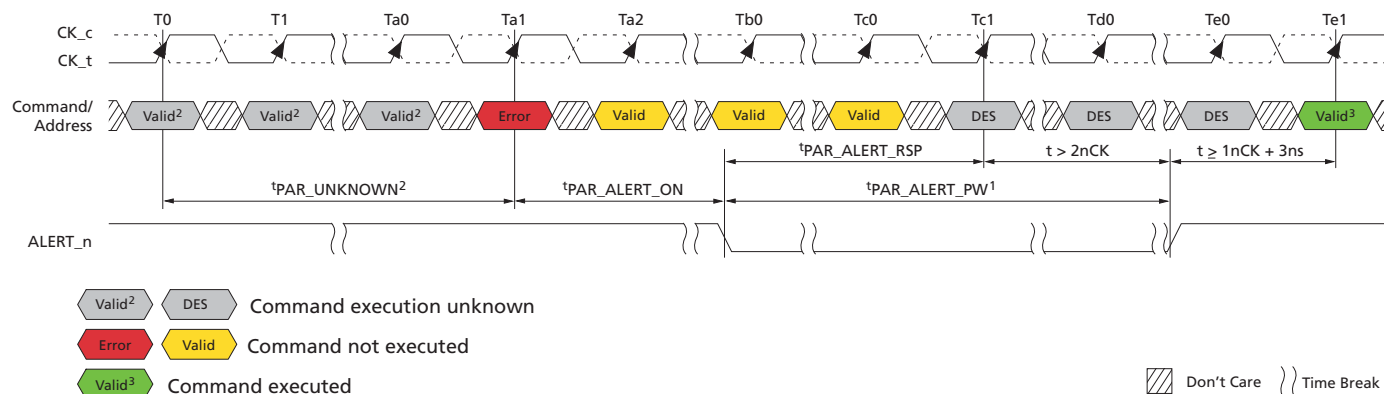 T0 T1 Ta0 Ta1 Ta2 Tb0 Tc0 Tc1 Td0 Te0 Te1
CK_c
CK_t
Command/
Address
Valid² Valid² Valid² Error Valid Valid Valid DES DES DES Valid³
tPAR_ALERT_RSP t > 2nCK t ≥ 1nCK + 3ns
tPAR_UNKNOWN² tPAR_ALERT_ON tPAR_ALERT_PW¹
ALERT_n
Valid² DES Command execution unknown
Error Valid Command not executed
Valid³ Command executed
Don't Care Time Break